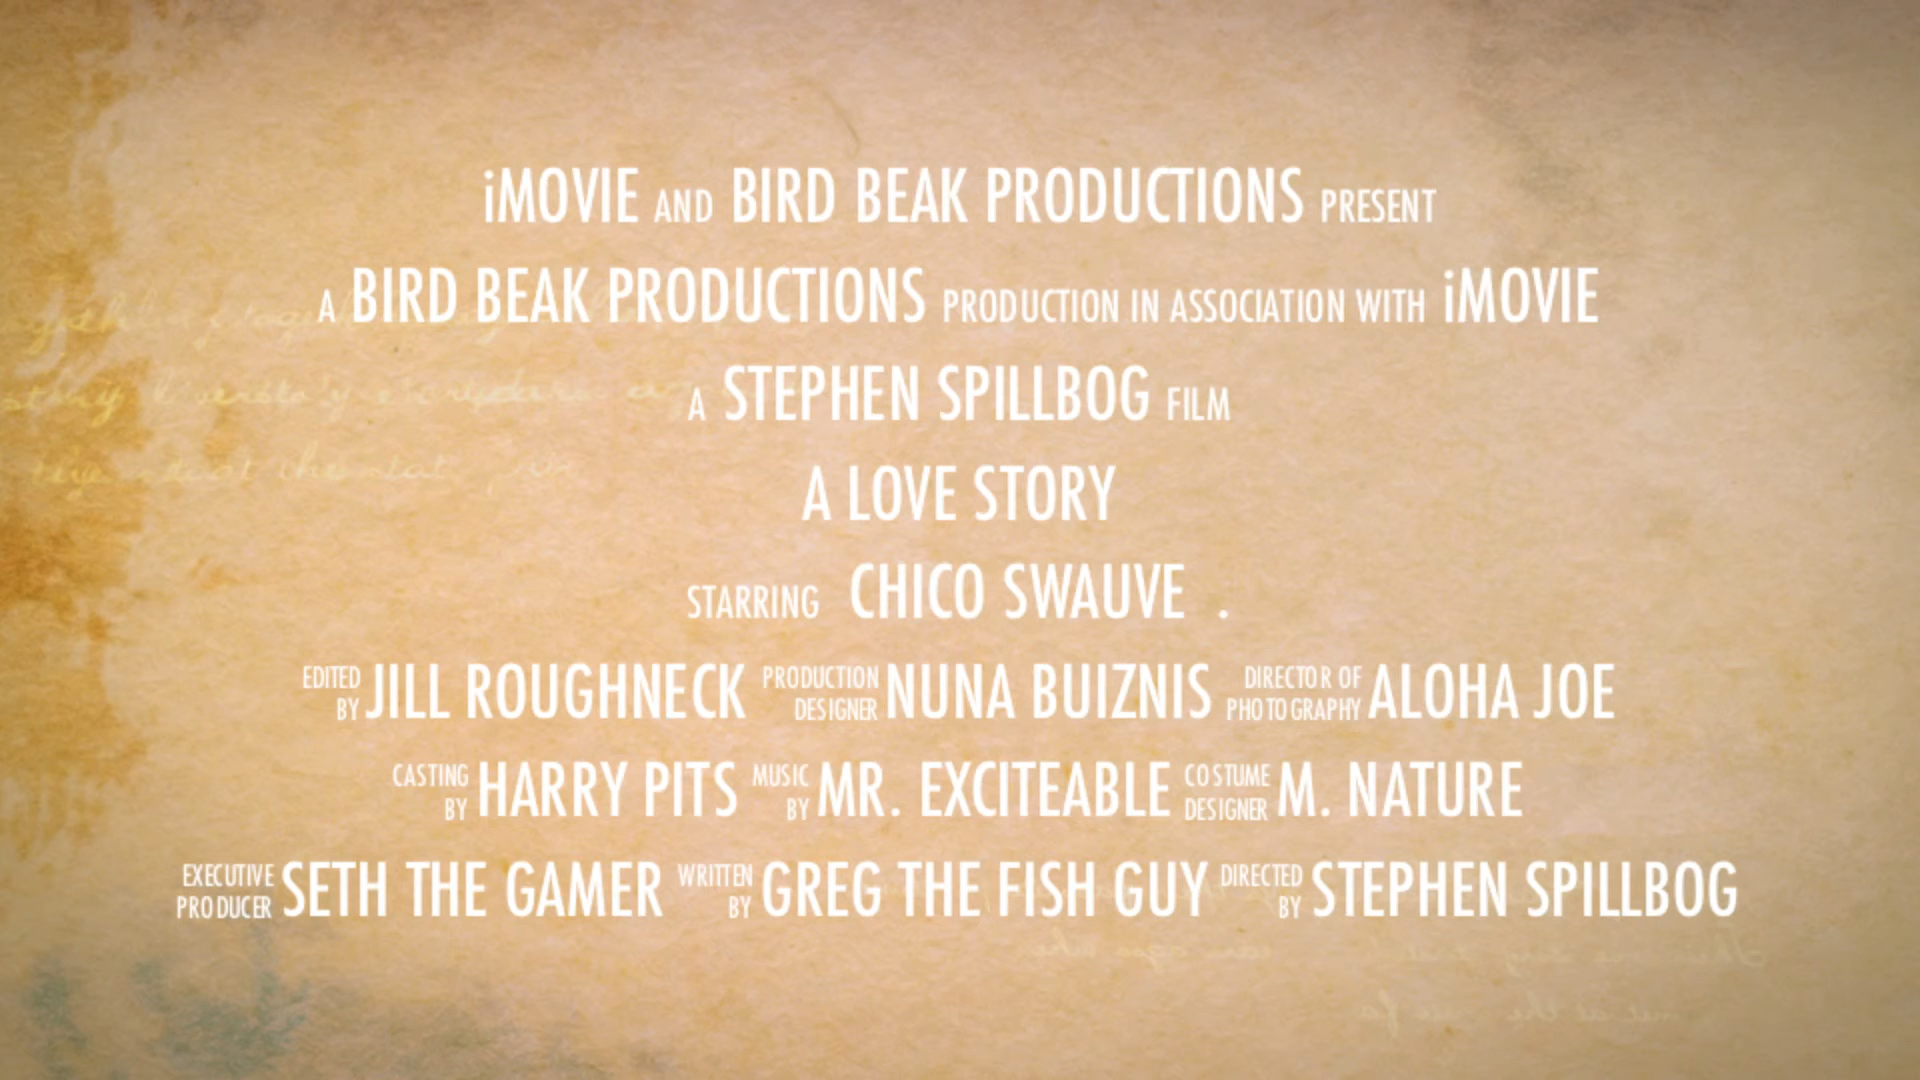 iMOVIE AND BIRD BEAK PRODUCTIONS PRESENT
A BIRD BEAK PRODUCTIONS PRODUCTION IN ASSOCIATION WITH iMOVIE
A STEPHEN SPILLBOG FILM
A LOVE STORY
STARRING CHICO SWAUVE .
EDITED BY JILL ROUGHNECK PRODUCTION DESIGNER NUNA BUIZNIS DIRECTOR OF PHOTOGRAPHY ALOHA JOE
CASTING BY HARRY PITS MUSIC BY MR. EXCITEABLE COSTUME DESIGNER M. NATURE
EXECUTIVE PRODUCER SETH THE GAMER WRITTEN BY GREG THE FISH GUY DIRECTED BY STEPHEN SPILLBOG